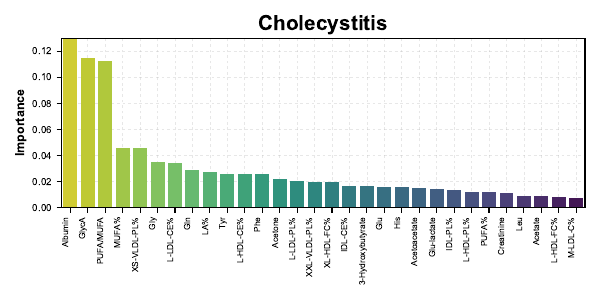 Cholecystitis
Importance
0.12
0.10
0.08
0.06
0.04
0.02
0.00
Albumin
GlycA
PUFA/MUFA
MUFA%
XS-VLDL-PL%
Gly
L-LDL-CE%
Gln
LA%
Tyr
L-HDL-CE%
Phe
Acetone
L-LDL-PL%
XXL-VLDL-PL%
XL-HDL-FC%
IDL-CE%
3-Hydroxybutyrate
Glu
His
Acetoacetate
Glu-lactate
IDL-PL%
L-HDL-PL%
PUFA%
Creatinine
Leu
Acetate
L-HDL-FC%
M-LDL-C%